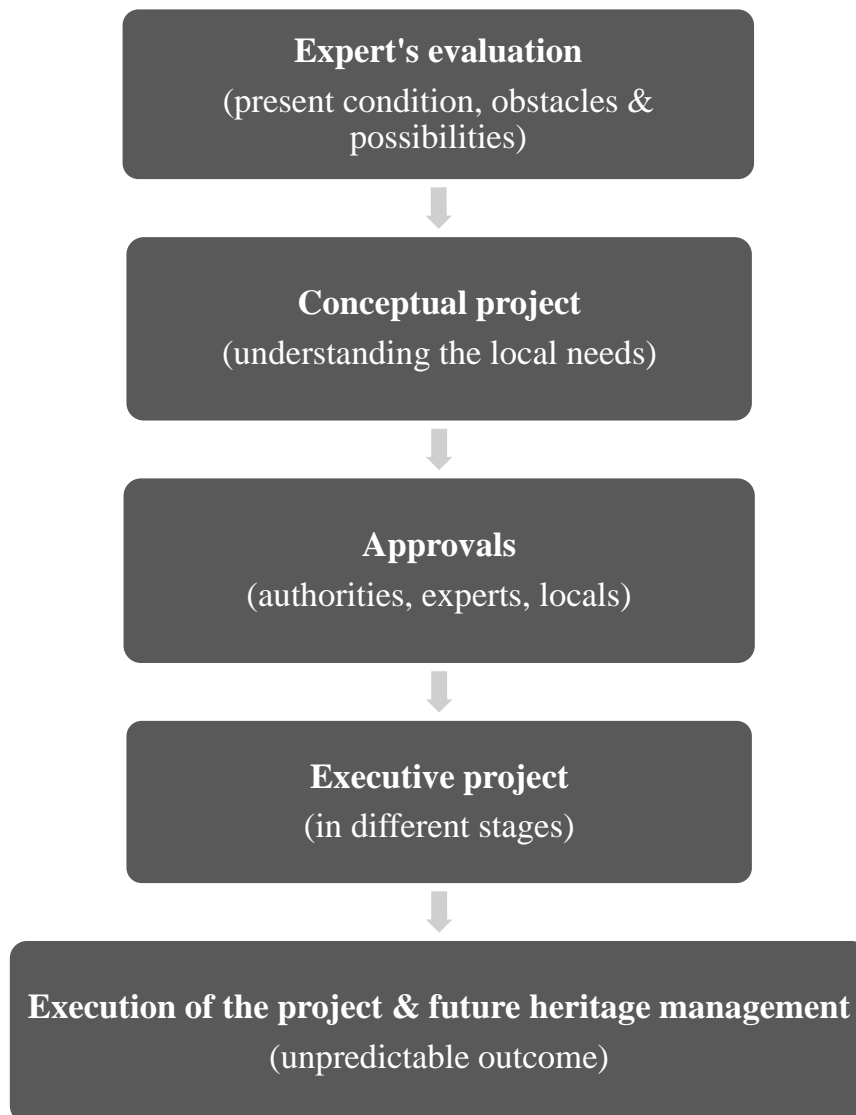 Expert's evaluation
(present condition, obstacles &
possibilities)
Conceptual project
(understanding the local needs)
Approvals
(authorities, experts, locals)
Executive project
(in different stages)
Execution of the project & future heritage management
(unpredictable outcome)